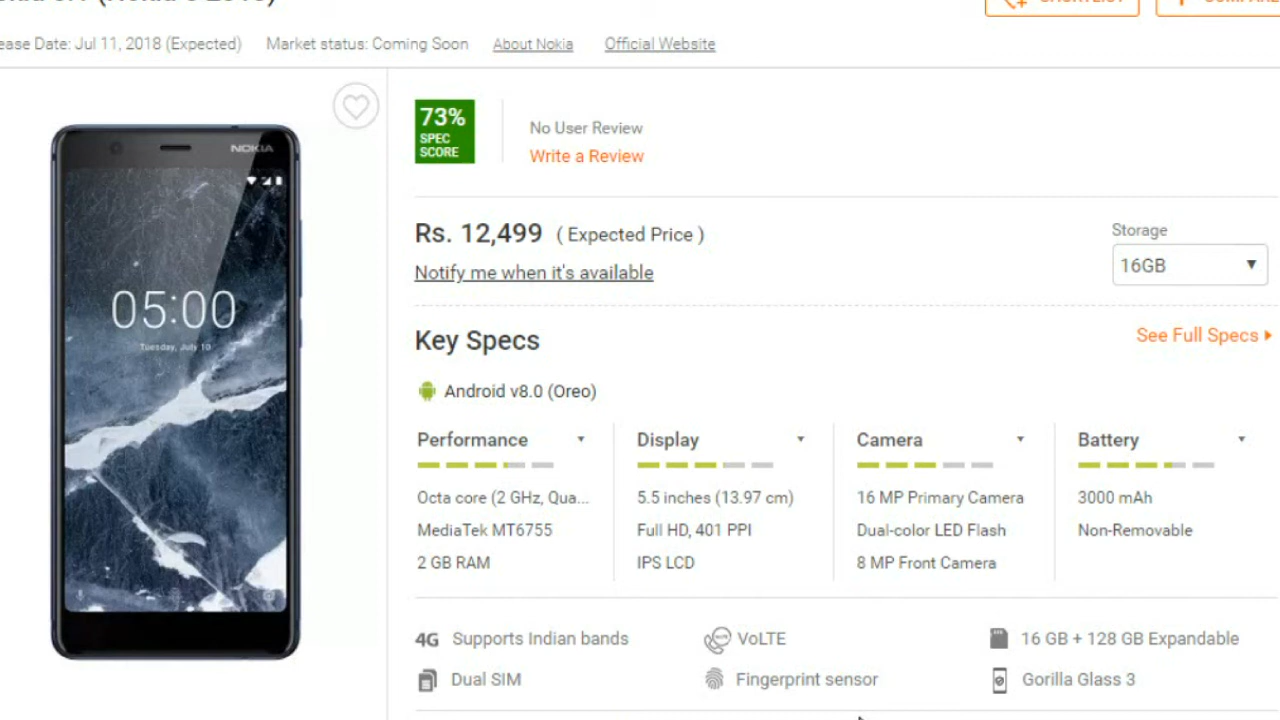 ease Date: Jul 11, 2018 (Expected) Market status: Coming Soon About Nokia Official Website
73%
SPEC
SCORE
No User Review
Write a Review
NOKIA
05:00
Tuesday, July 10
Rs. 12,499 ( Expected Price )
Notify me when it's available
Storage
16GB
Key Specs
See Full Specs
Android v8.0 (Oreo)
Performance
Octa core (2 GHz, Qua...
MediaTek MT6755
2 GB RAM
Display
5.5 inches (13.97 cm)
Full HD, 401 PPI
IPS LCD
Camera
16 MP Primary Camera
Dual-color LED Flash
8 MP Front Camera
Battery
3000 mAh
Non-Removable
4G Supports Indian bands
VoLTE
16 GB + 128 GB Expandable
Dual SIM
Fingerprint sensor
Gorilla Glass 3